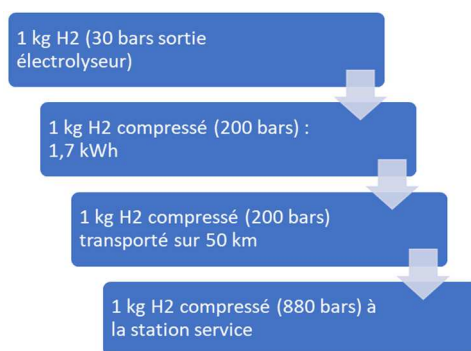 1 kg H2 (30 bars sortie
électrolyseur)
1 kg H2 compressé (200 bars) :
1,7 kWh
1 kg H2 compressé (200 bars)
transporté sur 50 km
1 kg H2 compressé (880 bars) à
la station service